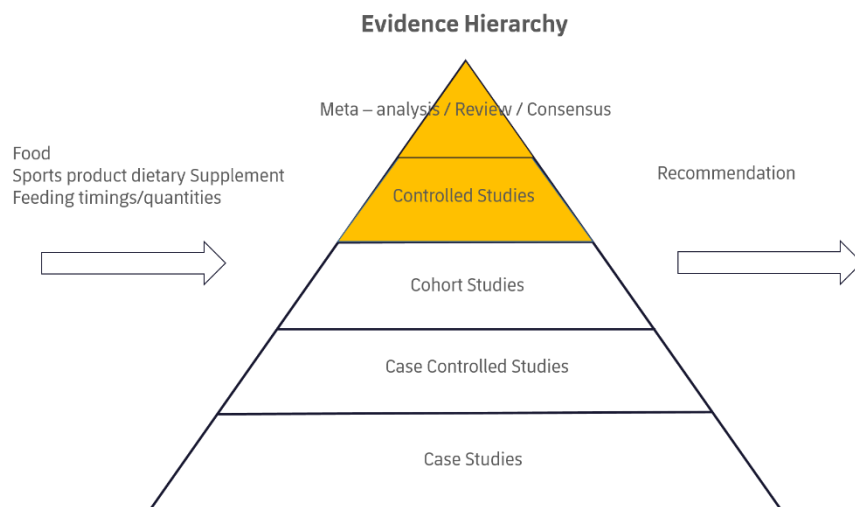 Evidence Hierarchy
Meta – analysis / Review / Consensus
Food
Sports product dietary Supplement
Feeding timings/quantities
Recommendation
Controlled Studies
Cohort Studies
Case Controlled Studies
Case Studies